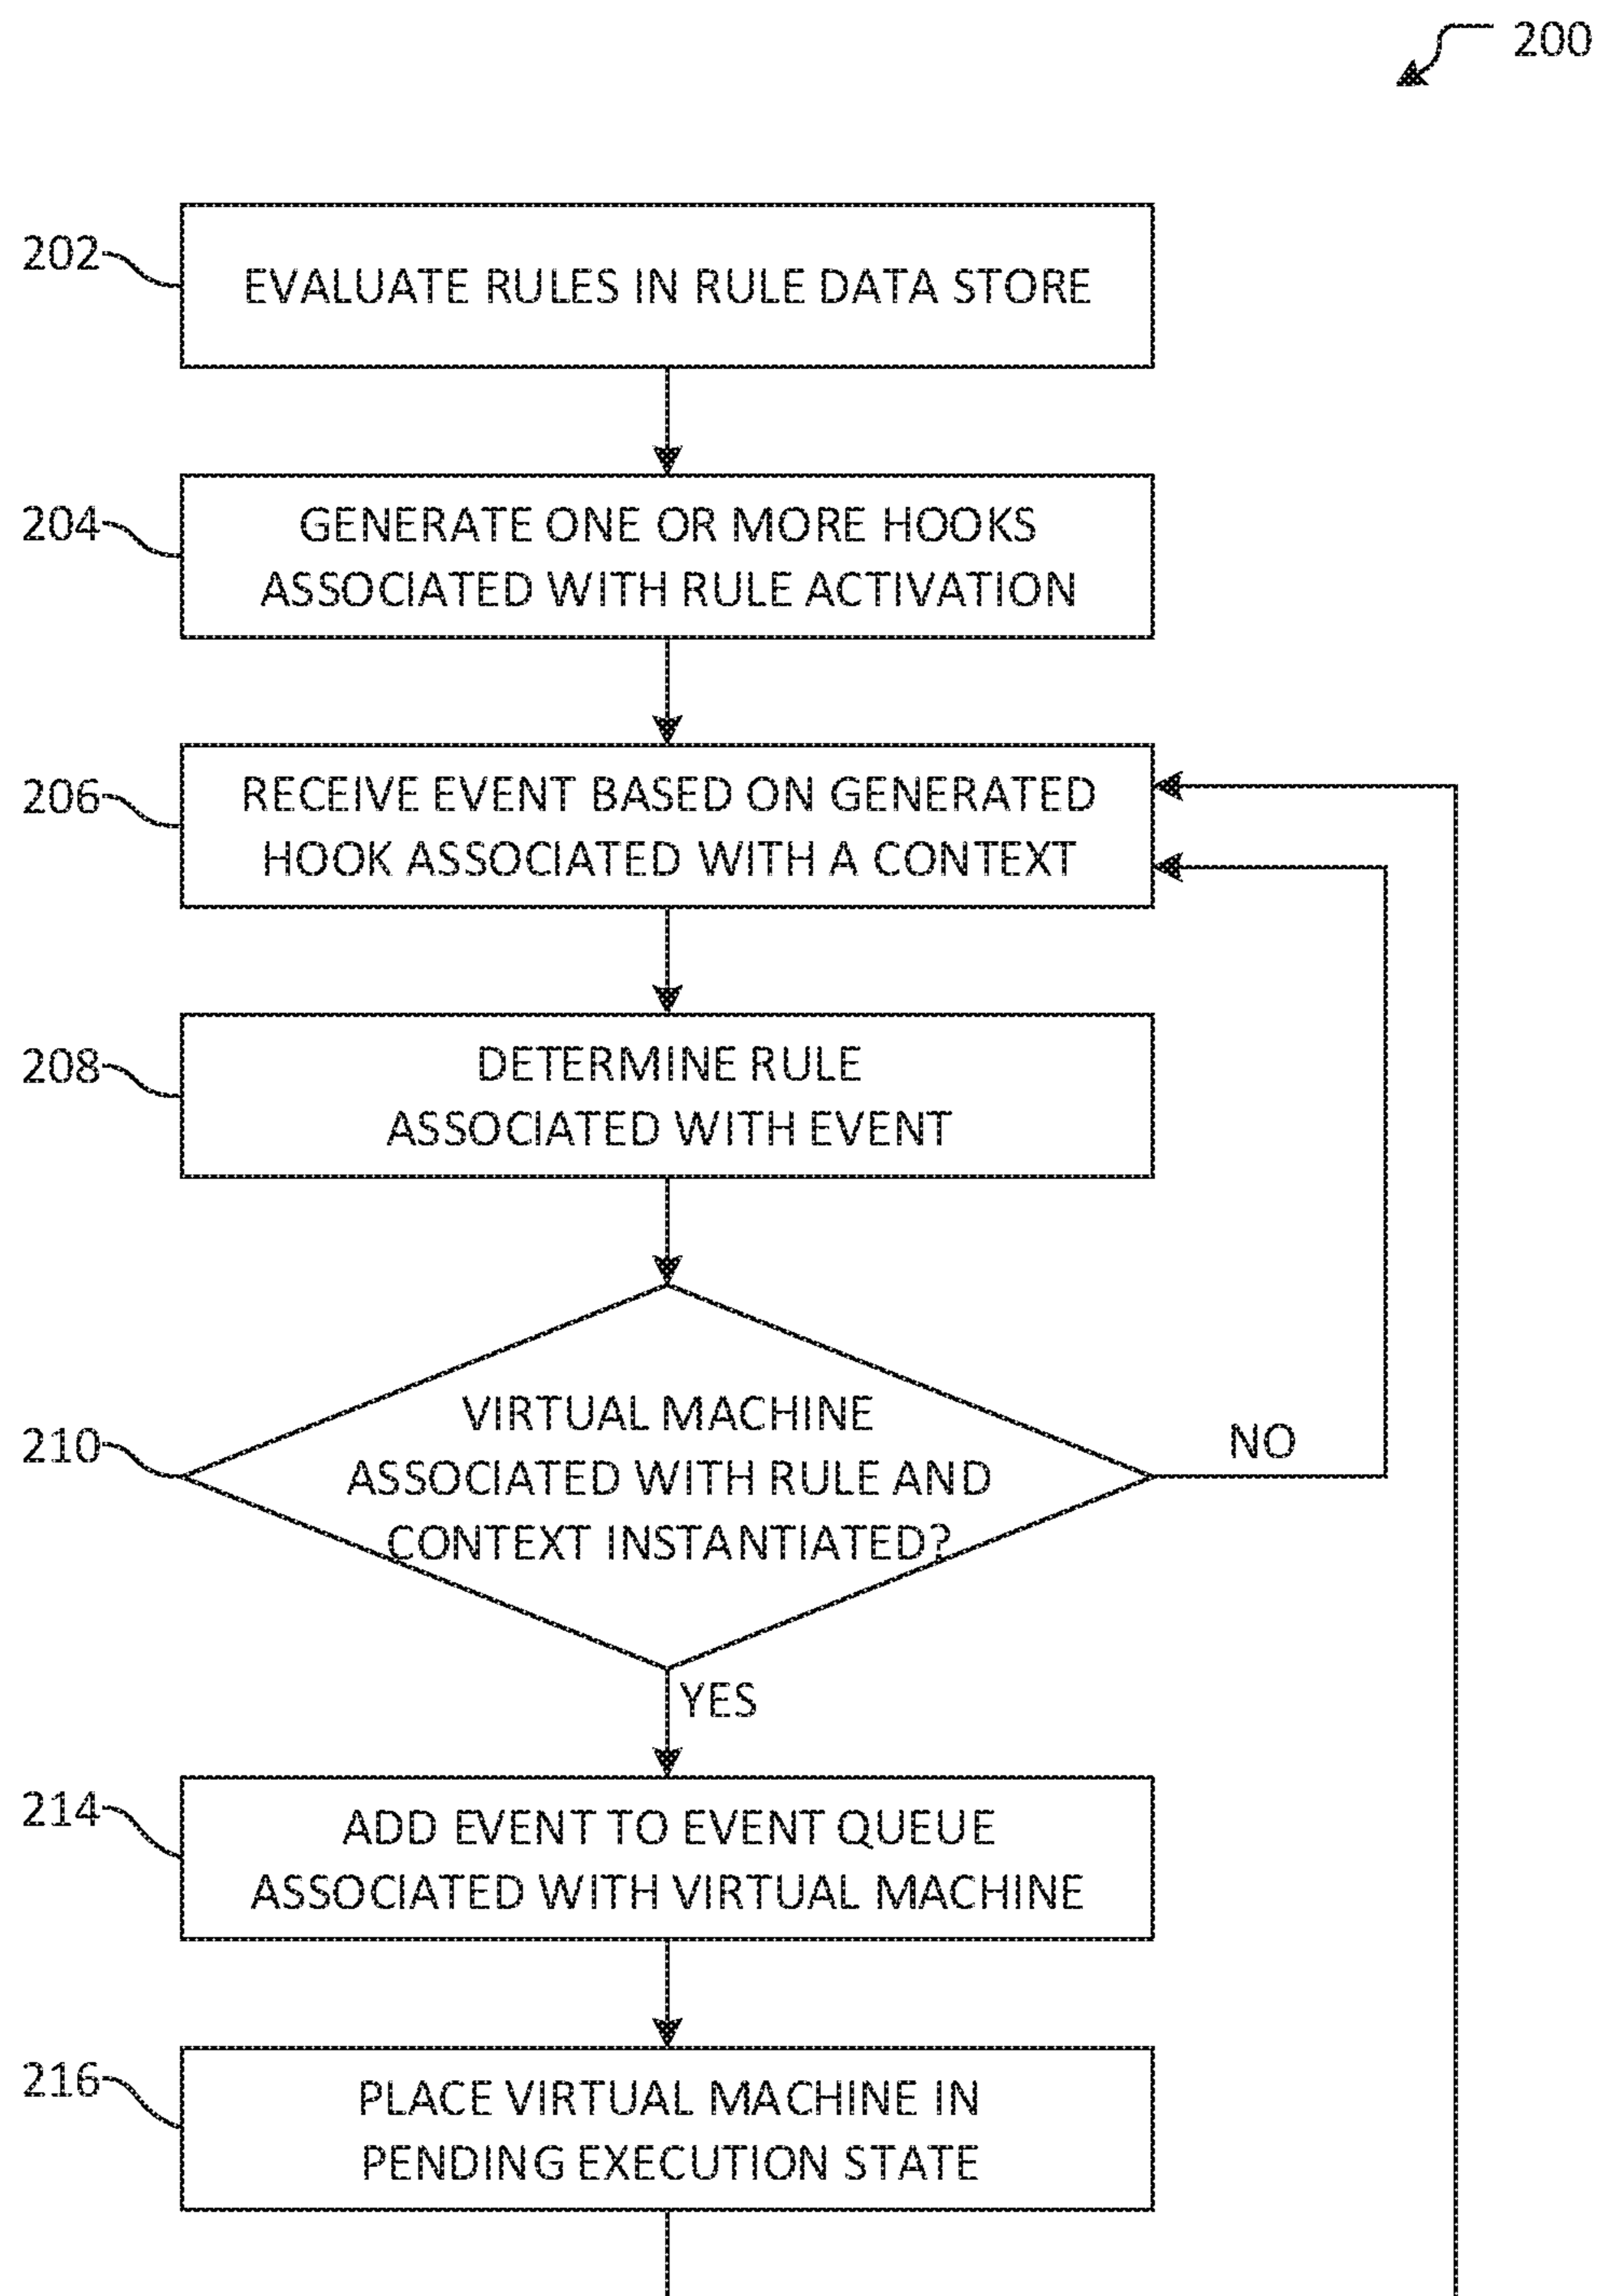 200
202
EVALUATE RULES IN RULE DATA STORE
204
GENERATE ONE OR MORE HOOKS
ASSOCIATED WITH RULE ACTIVATION
206
RECEIVE EVENT BASED ON GENERATED
HOOK ASSOCIATED WITH A CONTEXT
208
DETERMINE RULE
ASSOCIATED WITH EVENT
210
VIRTUAL MACHINE
ASSOCIATED WITH RULE AND
CONTEXT INSTANTIATED?
NO
YES
214
ADD EVENT TO EVENT QUEUE
ASSOCIATED WITH VIRTUAL MACHINE
216
PLACE VIRTUAL MACHINE IN
PENDING EXECUTION STATE